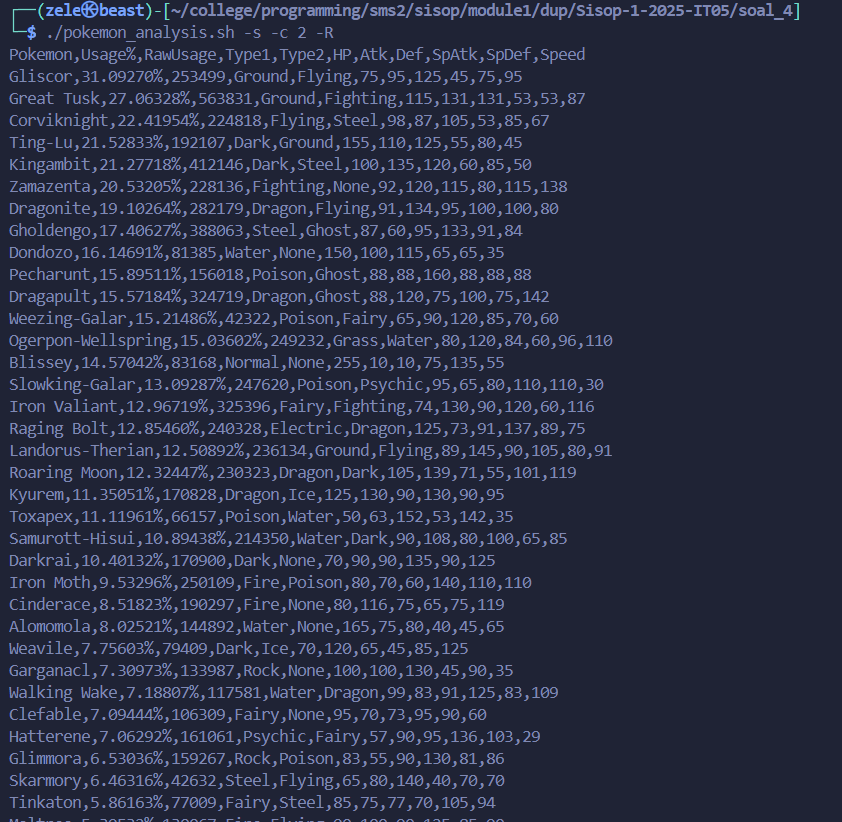 ┌──(zele㉿beast)-[~/college/programming/sms2/sisop/module1/dup/Sisop-1-2025-IT05/soal_4]
└─$ ./pokemon_analysis.sh -s -c 2 -R
Pokemon,Usage%,RawUsage,Type1,Type2,HP,Atk,Def,SpAtk,SpDef,Speed
Gliscor,31.09270%,253499,Ground,Flying,75,95,125,45,75,95
Great Tusk,27.06328%,563831,Ground,Fighting,115,131,131,53,53,87
Corviknight,22.41954%,224818,Flying,Steel,98,87,105,53,85,67
Ting-Lu,21.52833%,192107,Dark,Ground,155,110,125,55,80,45
Kingambit,21.27718%,412146,Dark,Steel,100,135,120,60,85,50
Zamazenta,20.53205%,228136,Fighting,None,92,120,115,80,115,138
Dragonite,19.10264%,282179,Dragon,Flying,91,134,95,100,100,80
Gholdengo,17.40627%,388063,Steel,Ghost,87,60,95,133,91,84
Dondozo,16.14691%,81385,Water,None,150,100,115,65,65,35
Pecharunt,15.89511%,156018,Poison,Ghost,88,88,160,88,88,88
Dragapult,15.57184%,324719,Dragon,Ghost,88,120,75,100,75,142
Weezing-Galar,15.21486%,42322,Poison,Fairy,65,90,120,85,70,60
Ogerpon-Wellspring,15.03602%,249232,Grass,Water,80,120,84,60,96,110
Blissey,14.57042%,83168,Normal,None,255,10,10,75,135,55
Slowking-Galar,13.09287%,247620,Poison,Psychic,95,65,80,110,110,30
Iron Valiant,12.96719%,325396,Fairy,Fighting,74,130,90,120,60,116
Raging Bolt,12.85460%,240328,Electric,Dragon,125,73,91,137,89,75
Landorus-Therian,12.50892%,236134,Ground,Flying,89,145,90,105,80,91
Roaring Moon,12.32447%,230323,Dragon,Dark,105,139,71,55,101,119
Kyurem,11.35051%,170828,Dragon,Ice,125,130,90,130,90,95
Toxapex,11.11961%,66157,Poison,Water,50,63,152,53,142,35
Samurott-Hisui,10.89438%,214350,Water,Dark,90,108,80,100,65,85
Darkrai,10.40132%,170900,Dark,None,70,90,90,135,90,125
Iron Moth,9.53296%,250109,Fire,Poison,80,70,60,140,110,110
Cinderace,8.51823%,190297,Fire,None,80,116,75,65,75,119
Alomomola,8.02521%,144892,Water,None,165,75,80,40,45,65
Weavile,7.75603%,79409,Dark,Ice,70,120,65,45,85,125
Garganacl,7.30973%,133987,Rock,None,100,100,130,45,90,35
Walking Wake,7.18807%,117581,Water,Dragon,99,83,91,125,83,109
Clefable,7.09444%,106309,Fairy,None,95,70,73,95,90,60
Hatterene,7.06292%,161061,Psychic,Fairy,57,90,95,136,103,29
Glimmora,6.53036%,159267,Rock,Poison,83,55,90,130,81,86
Skarmory,6.46316%,42632,Steel,Flying,65,80,140,40,70,70
Tinkaton,5.86163%,77009,Fairy,Steel,85,75,77,70,105,94